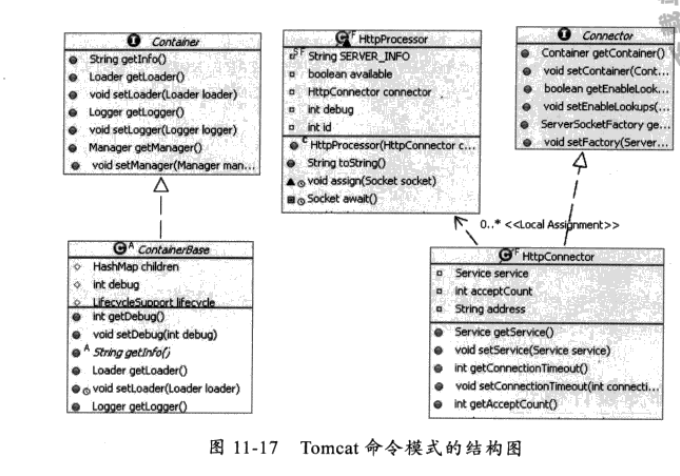 Container
String getInfo()
Loader getLoader()
void setLoader(Loader loader)
Logger getLogger()
void setLogger(Logger logger)
Manager getManager()
void setManager(Manager man...
HttpProcessor
String SERVER_INFO
boolean available
HttpConnector connector
int debug
int id
HttpProcessor(HttpConnector c...
String toString()
void assign(Socket socket)
Socket await()
Connector
Container getContainer()
void setContainer(Cont...
boolean getEnableLook...
void setEnableLookups(...
ServerSocketFactory ge...
void setFactory(Server...
0..* <<Local Assignment>>
ContainerBase
HashMap children
int debug
LifecycleSupport lifecycle
int getDebug()
void setDebug(int debug)
String getInfo()
Loader getLoader()
void setLoader(Loader loader)
Logger getLogger()
HttpConnector
Service service
int acceptCount
String address
Service getService()
void setService(Service service)
int getConnectionTimeout()
void setConnectionTimeout(int connecti...
int getAcceptCount()
图 11-17 Tomcat 命令模式的结构图